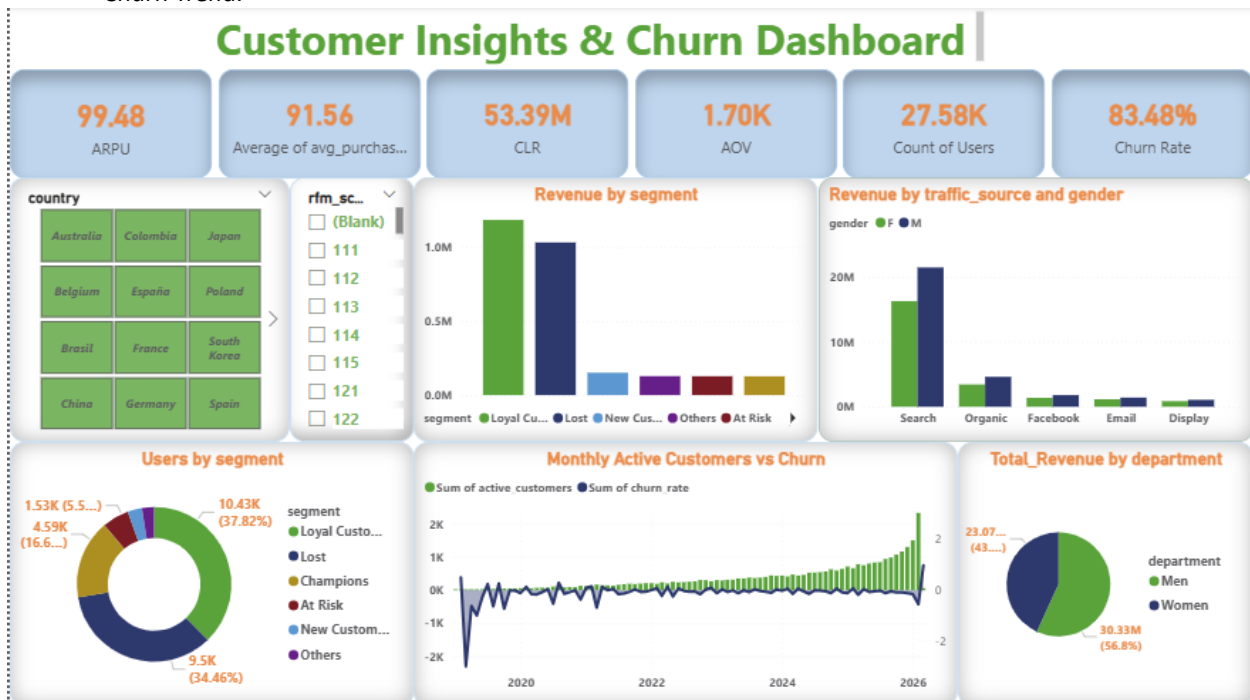 Churn Trend.
Customer Insights & Churn Dashboard
99.48
ARPU
91.56
Average of avg_purchas...
53.39M
CLR
1.70K
AOV
27.58K
Count of Users
83.48%
Churn Rate
country
Australia
Colombia
Japan
Belgium
España
Poland
Brasil
France
South
Korea
China
Germany
Spain
rfm_sc...
(Blank)
111
112
113
114
115
121
122
Revenue by segment
1.0M
0.5M
0.0M
segment Loyal Cu... Lost New Cus... Others At Risk
Revenue by traffic_source and gender
gender F M
20M
10M
0M
Search Organic Facebook Email Display
Users by segment
1.53K (5.5...)
10.43K
(37.82%)
4.59K
(16.6...)
9.5K
(34.46%)
segment
Loyal Custo...
Lost
Champions
At Risk
New Custom...
Others
Monthly Active Customers vs Churn
Sum of active_customers Sum of churn_rate
2K
1K
0K
-1K
-2K
2
0
-2
2020 2022 2024 2026
Total_Revenue by department
23.07...
(43....)
30.33M
(56.8%)
department
Men
Women